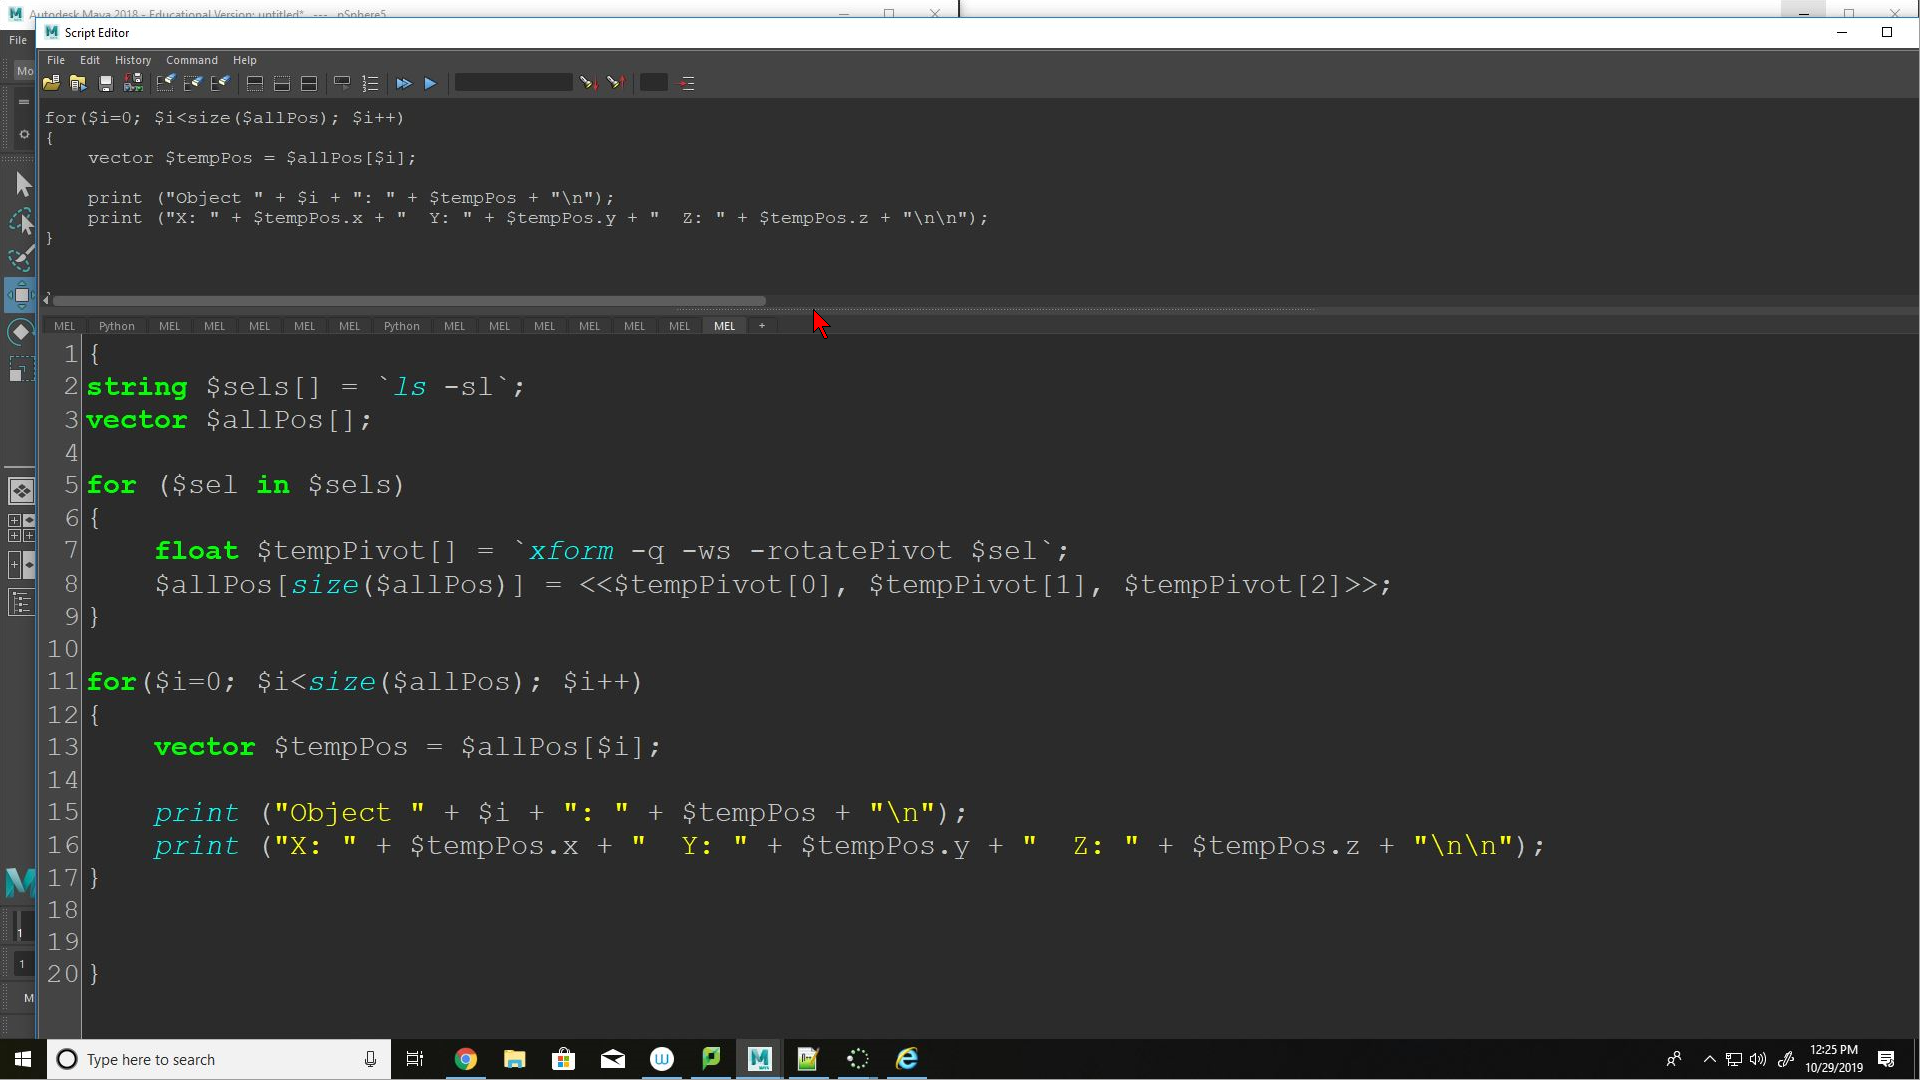 Autodesk Maya 2018 - Educational Version: untitled* --- pSphere5
File
Script Editor
File Edit History Command Help
Mo
for($i=0; $i<size($allPos); $i++)
{
    vector $tempPos = $allPos[$i];
    print ("Object " + $i + ": " + $tempPos + "\n");
    print ("X: " + $tempPos.x + "  Y: " + $tempPos.y + "  Z: " + $tempPos.z + "\n\n");
}
MEL Python MEL MEL MEL MEL MEL Python MEL MEL MEL MEL MEL MEL MEL +
1 {
2 string $sels[] = `ls -sl`;
3 vector $allPos[];
4
5 for ($sel in $sels)
6 {
7     float $tempPivot[] = `xform -q -ws -rotatePivot $sel`;
8     $allPos[size($allPos)] = <<$tempPivot[0], $tempPivot[1], $tempPivot[2]>>;
9 }
10
11 for($i=0; $i<size($allPos); $i++)
12 {
13     vector $tempPos = $allPos[$i];
14
15     print ("Object " + $i + ": " + $tempPos + "\n");
16     print ("X: " + $tempPos.x + "  Y: " + $tempPos.y + "  Z: " + $tempPos.z + "\n\n");
17 }
18
19
20 }
1
1
M
Type here to search
12:25 PM
10/29/2019